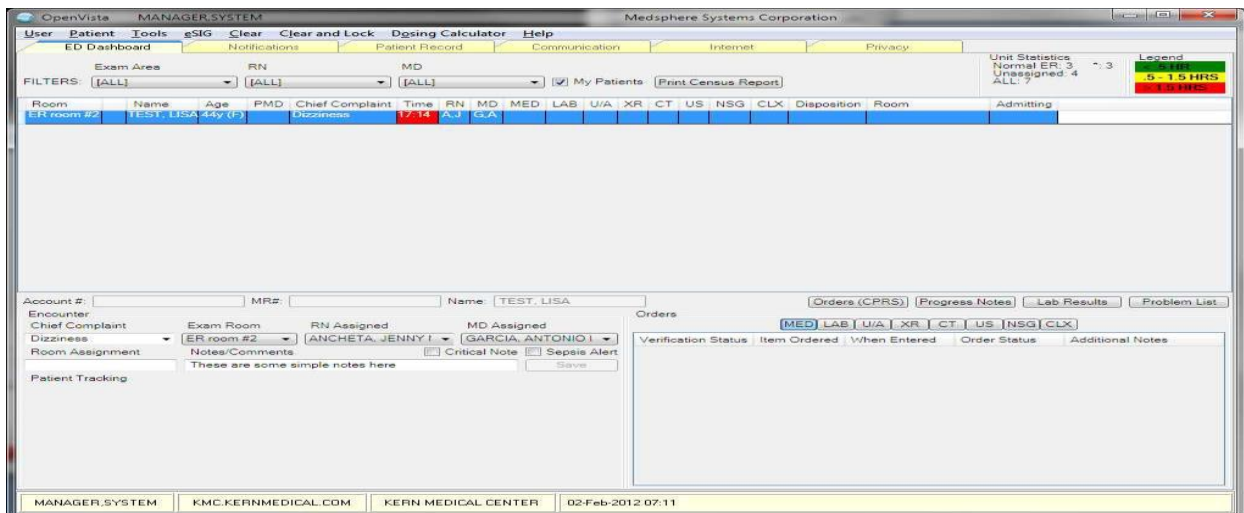 OpenVista MANAGER,SYSTEM Medsphere Systems Corporation
User Patient Tools eSIG Clear Clear and Lock Dosing Calculator Help
ED Dashboard Notifications Patient Record Communication Internet Privacy
Unit Statistics Legend
Exam Area RN MD Normal ER: 3 *: 3 < .5 HR
Unassigned: 4
FILTERS: [ALL] [ALL] [ALL] My Patients Print Census Report ALL: 7 .5 - 1.5 HRS
> 1.5 HRS
Room Name Age PMD Chief Complaint Time RN MD MED LAB U/A XR CT US NSG CLX Disposition Room Admitting
ER room #2 TEST, LISA 44y (F) Dizziness 17:14 A,J G,A
Account #: MR#: Name: TEST, LISA Orders (CPRS) Progress Notes Lab Results Problem List
Encounter Orders
Chief Complaint Exam Room RN Assigned MD Assigned MED LAB U/A XR CT US NSG CLX
Dizziness ER room #2 ANCHETA, JENNY GARCIA, ANTONIO Verification Status Item Ordered When Entered Order Status Additional Notes
Room Assignment Notes/Comments Critical Note Sepsis Alert
These are some simple notes here Save
Patient Tracking
MANAGER,SYSTEM KMC.KERNMEDICAL.COM KERN MEDICAL CENTER 02-Feb-2012 07:11